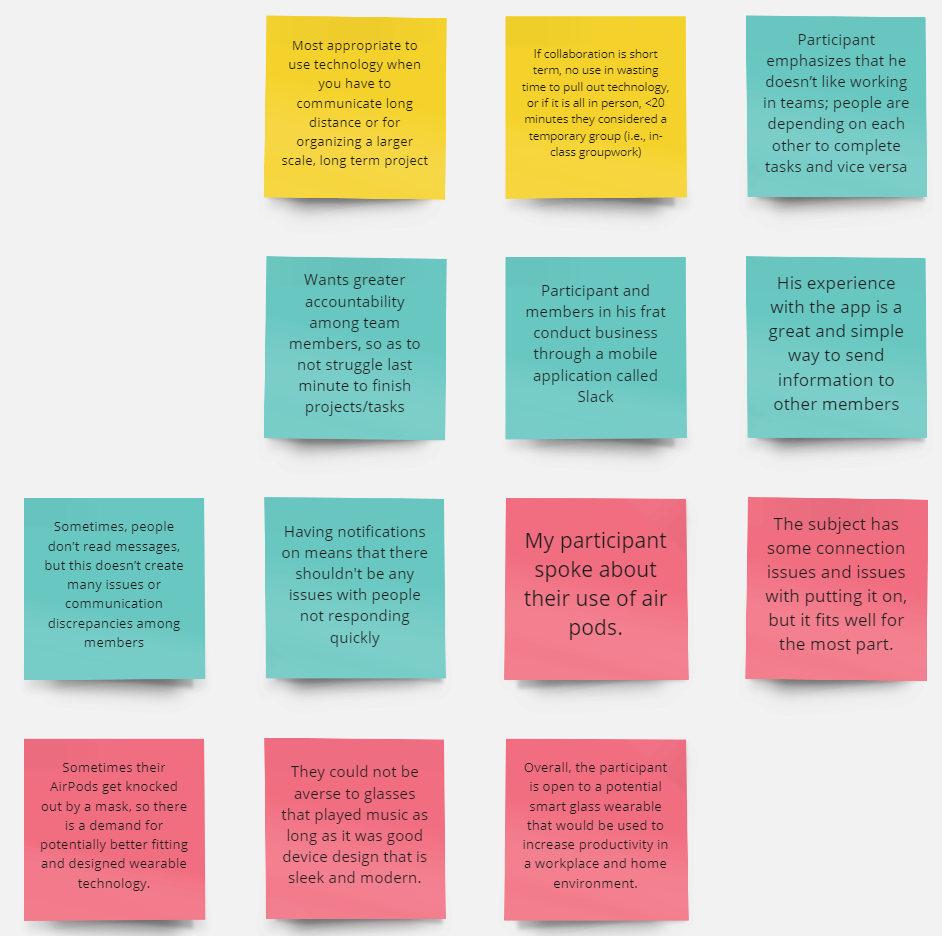 Most appropriate to
use technology when
you have to
communicate long
distance or for
organizing a larger
scale, long term project
If collaboration is short
term, no use in wasting
time to pull out technology,
or if it is all in person, <20
minutes they considered a
temporary group (i.e., in-
class groupwork)
Participant
emphasizes that he
doesn’t like working
in teams; people are
depending on each
other to complete
tasks and vice versa
Wants greater
accountability
among team
members, so as to
not struggle last
minute to finish
projects/tasks
Participant and
members in his frat
conduct business
through a mobile
application called
Slack
His experience
with the app is a
great and simple
way to send
information to
other members
Sometimes, people
don’t read messages,
but this doesn’t create
many issues or
communication
discrepancies among
members
Having notifications
on means that there
shouldn't be any
issues with people
not responding
quickly
My participant
spoke about
their use of air
pods.
The subject has
some connection
issues and issues
with putting it on,
but it fits well for
the most part.
Sometimes their
AirPods get knocked
out by a mask, so there
is a demand for
potentially better fitting
and designed wearable
technology.
They could not be
averse to glasses
that played music as
long as it was good
device design that is
sleek and modern.
Overall, the participant
is open to a potential
smart glass wearable
that would be used to
increase productivity in
a workplace and home
environment.